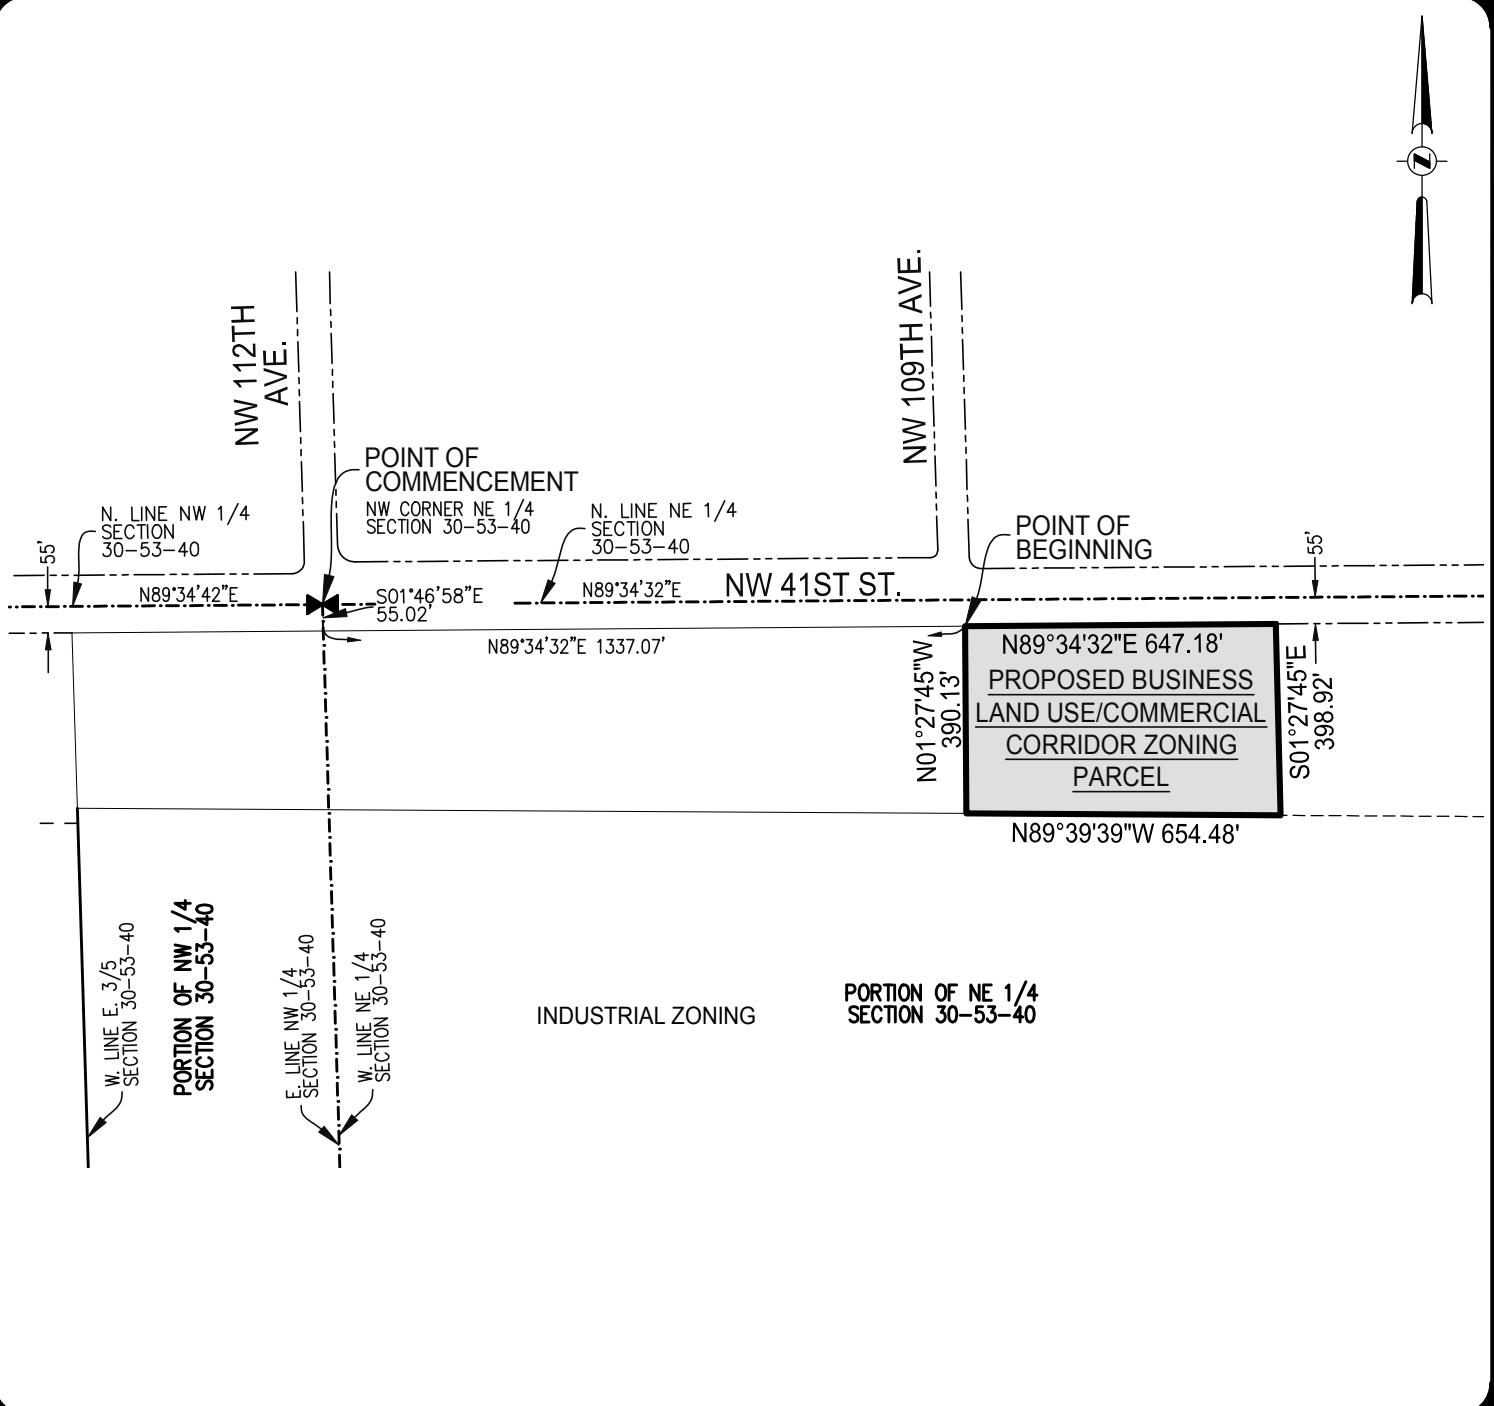 N
NW 112TH
AVE.
NW 109TH AVE.
POINT OF
COMMENCEMENT
NW CORNER NE 1/4
SECTION 30-53-40
N. LINE NW 1/4
SECTION
30-53-40
N. LINE NE 1/4
SECTION
30-53-40
POINT OF
BEGINNING
55'
55'
N89°34'42"E
S01°46'58"E
55.02'
N89°34'32"E
NW 41ST ST.
N89°34'32"E 1337.07'
N01°27'45"W
390.13'
N89°34'32"E 647.18'
PROPOSED BUSINESS
LAND USE/COMMERCIAL
CORRIDOR ZONING
PARCEL
S01°27'45"E
398.92'
N89°39'39"W 654.48'
W. LINE E. 3/5
SECTION 30-53-40
PORTION OF NW 1/4
SECTION 30-53-40
E. LINE NW 1/4
SECTION 30-53-40
W. LINE NE 1/4
SECTION 30-53-40
INDUSTRIAL ZONING
PORTION OF NE 1/4
SECTION 30-53-40